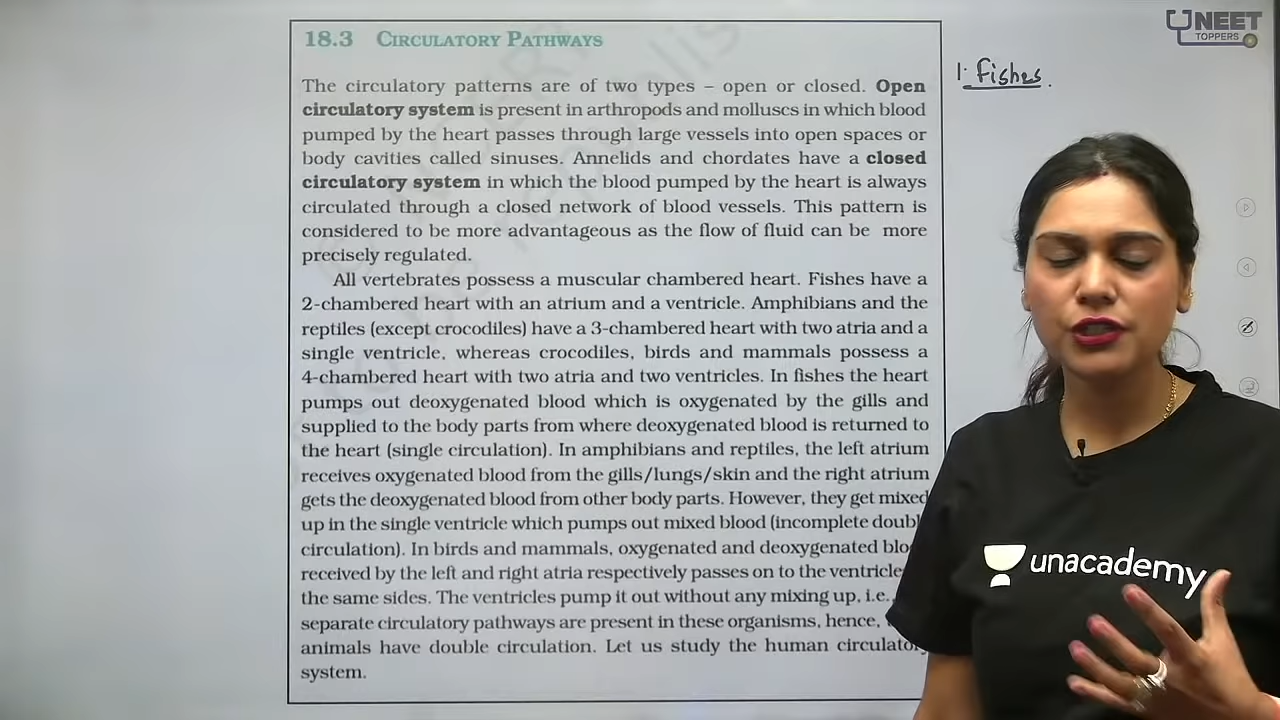 18.3 CIRCULATORY PATHWAYS
The circulatory patterns are of two types – open or closed. Open
circulatory system is present in arthropods and molluscs in which blood
pumped by the heart passes through large vessels into open spaces or
body cavities called sinuses. Annelids and chordates have a closed
circulatory system in which the blood pumped by the heart is always
circulated through a closed network of blood vessels. This pattern is
considered to be more advantageous as the flow of fluid can be more
precisely regulated.
All vertebrates possess a muscular chambered heart. Fishes have a
2-chambered heart with an atrium and a ventricle. Amphibians and the
reptiles (except crocodiles) have a 3-chambered heart with two atria and a
single ventricle, whereas crocodiles, birds and mammals possess a
4-chambered heart with two atria and two ventricles. In fishes the heart
pumps out deoxygenated blood which is oxygenated by the gills and
supplied to the body parts from where deoxygenated blood is returned to
the heart (single circulation). In amphibians and reptiles, the left atrium
receives oxygenated blood from the gills/lungs/skin and the right atrium
gets the deoxygenated blood from other body parts. However, they get mixed
up in the single ventricle which pumps out mixed blood (incomplete doubl
circulation). In birds and mammals, oxygenated and deoxygenated bloo
received by the left and right atria respectively passes on to the ventricle
the same sides. The ventricles pump it out without any mixing up, i.e.,
separate circulatory pathways are present in these organisms, hence,
animals have double circulation. Let us study the human circulator
system.
1. Fishes.
NEET
TOPPERS
unacademy